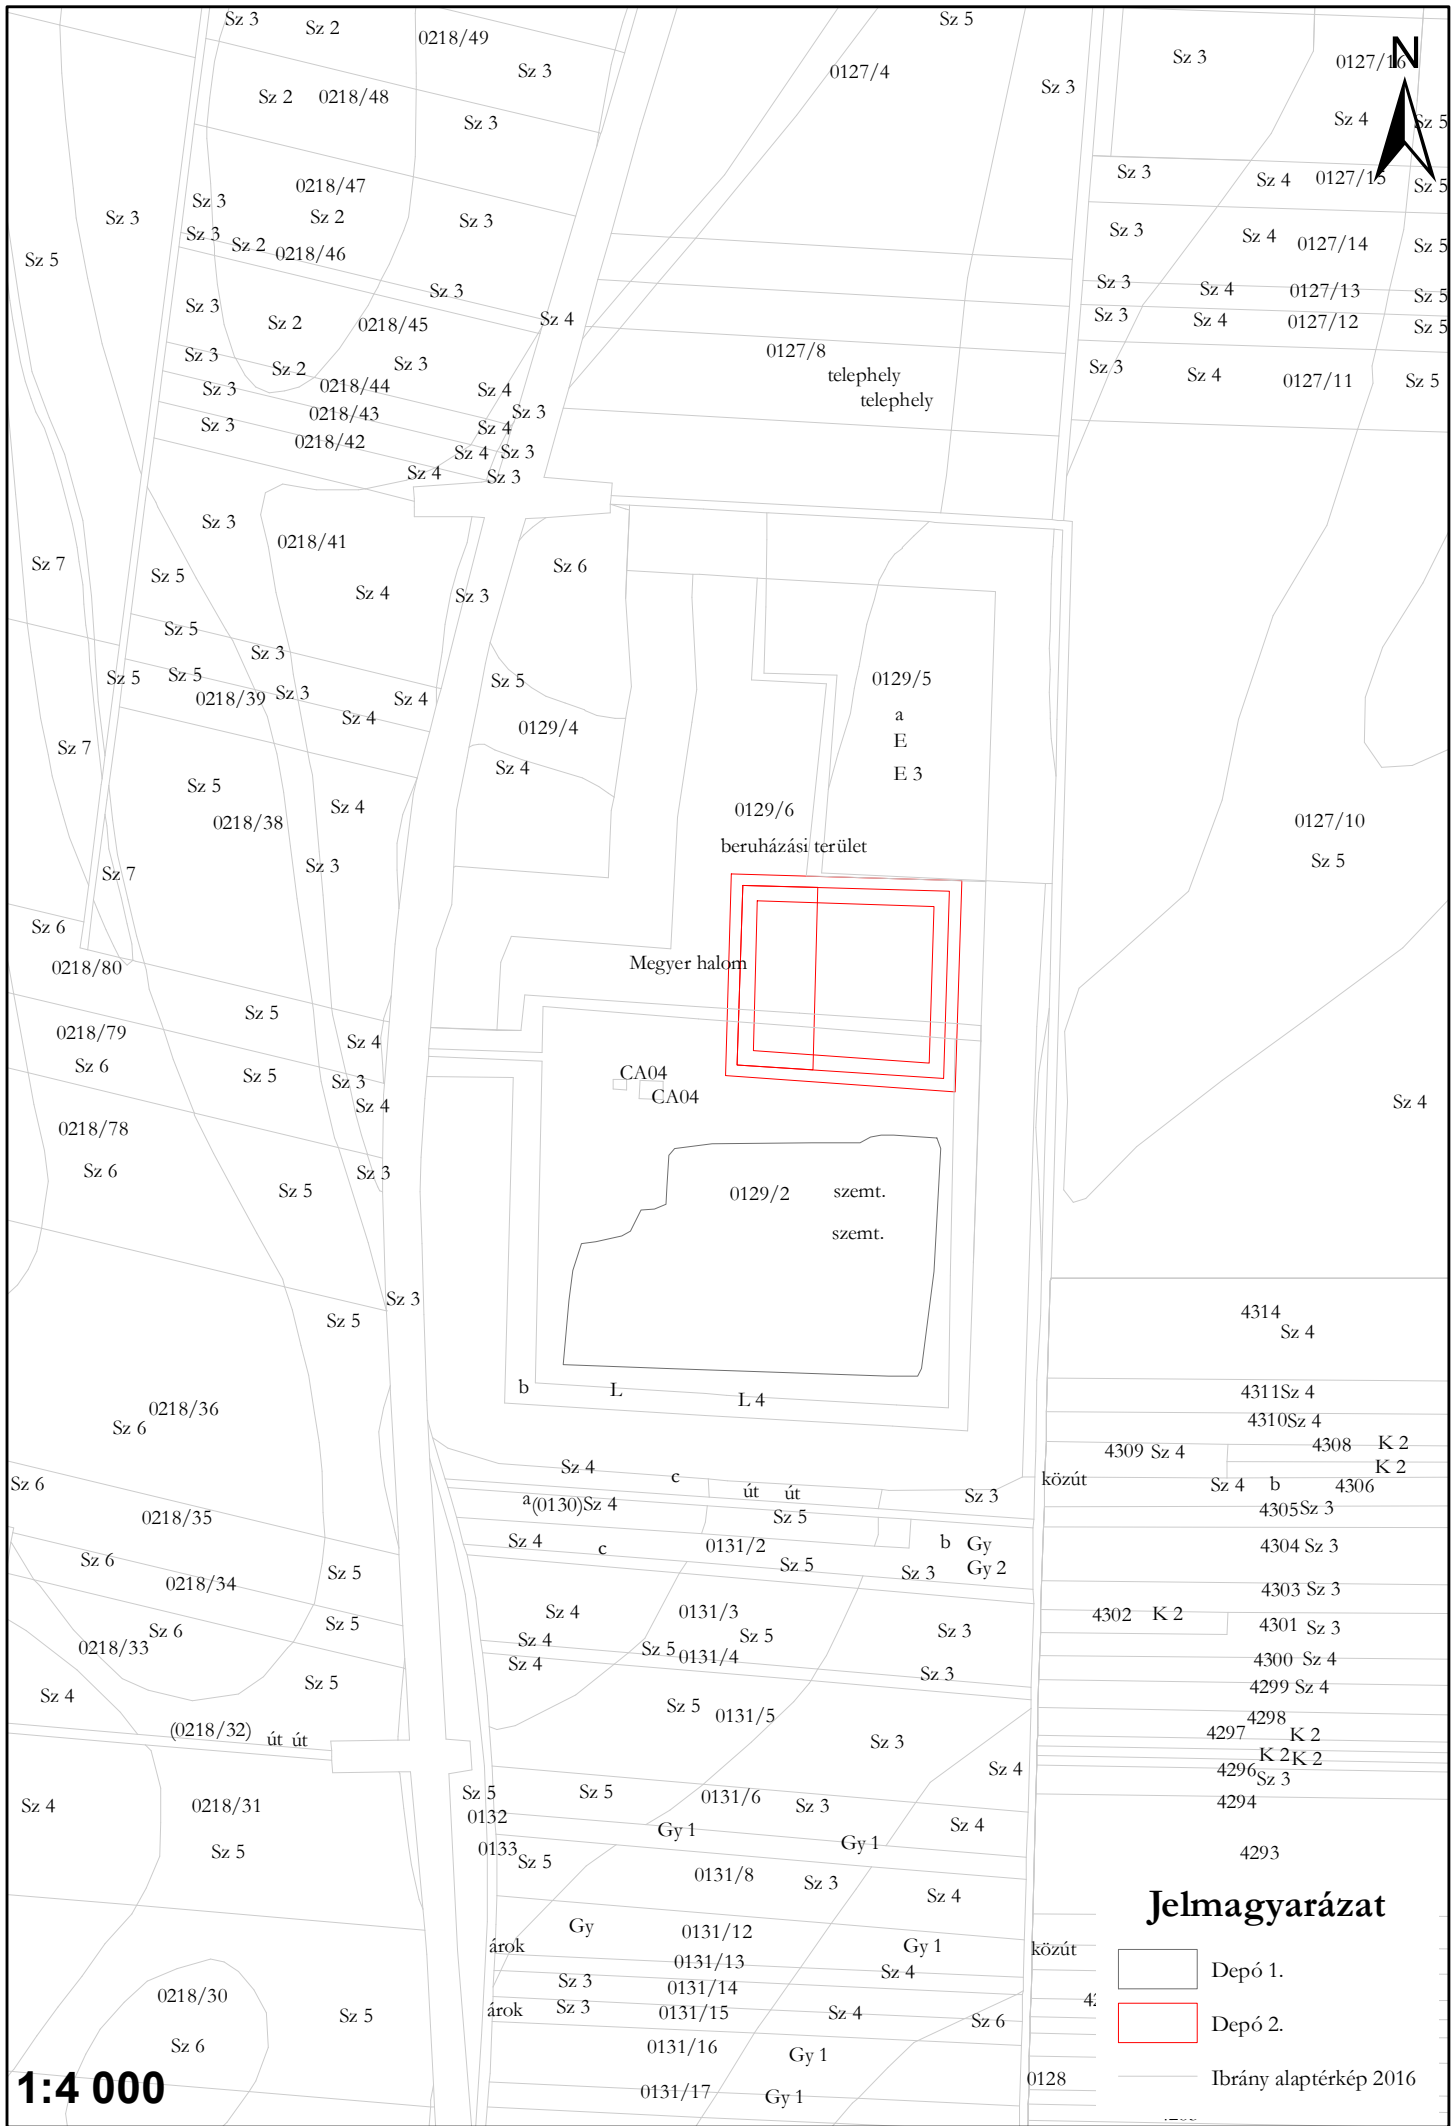 Sz 3
Sz 2
0218/49
Sz 3
Sz 5
0127/4
Sz 3
Sz 3
0127/16
N
Sz 2
0218/48
Sz 3
Sz 4
Sz 5
0218/47
Sz 3
Sz 2
Sz 3
Sz 3
Sz 3
Sz 2
0218/46
Sz 5
Sz 3
Sz 4
0127/15
Sz 5
Sz 3
Sz 4
0127/14
Sz 5
Sz 3
Sz 3
Sz 4
0127/13
Sz 5
Sz 3
Sz 2
0218/45
Sz 4
Sz 3
Sz 4
0127/12
Sz 5
Sz 3
Sz 2
Sz 3
0127/8
telephely
telephely
Sz 3
Sz 4
0127/11
Sz 5
Sz 3
0218/44
Sz 4
0218/43
Sz 3
Sz 3
0218/42
Sz 4
Sz 4
Sz 3
Sz 4
Sz 3
Sz 3
0218/41
Sz 7
Sz 5
Sz 4
Sz 3
Sz 6
Sz 5
Sz 3
Sz 5
Sz 5
0218/39
Sz 3
Sz 4
Sz 4
Sz 5
0129/4
Sz 4
0129/5
a
E
E 3
Sz 7
Sz 5
0218/38
Sz 4
Sz 3
0129/6
beruházási terület
0127/10
Sz 5
Sz 7
Sz 6
0218/80
Megyer halom
Sz 5
0218/79
Sz 6
Sz 4
Sz 5
Sz 3
Sz 4
CA04
CA04
Sz 4
0218/78
Sz 6
Sz 3
Sz 5
0129/2
szemt.
szemt.
Sz 3
Sz 5
4314
Sz 4
b
L
L 4
4311Sz 4
0218/36
Sz 6
4310Sz 4
4309 Sz 4
4308
K 2
K 2
Sz 4
c
közút
Sz 4
b
4306
Sz 6
út
út
Sz 3
0218/35
a(0130)Sz 4
Sz 5
4305Sz 3
Sz 4
c
0131/2
Sz 5
b
Gy
Gy 2
Sz 3
4304 Sz 3
Sz 6
0218/34
Sz 5
4303 Sz 3
Sz 4
0131/3
4302
K 2
4301
Sz 3
Sz 6
0218/33
Sz 5
Sz 4
Sz 5
Sz 5
0131/4
Sz 3
Sz 4
Sz 3
4300
Sz 4
Sz 4
Sz 5
Sz 5
0131/5
4299 Sz 4
(0218/32)
út út
Sz 3
4298
4297
K 2
K 2
K 2
Sz 4
4296
Sz 3
Sz 4
0218/31
Sz 5
Sz 5
0131/6
Sz 3
4294
0132
Gy 1
Gy 1
Sz 4
Sz 5
0133
Sz 5
4293
0131/8
Sz 3
Sz 4
Jelmagyarázat
Gy
0131/12
árok
Gy 1
közút
0131/13
Sz 4
Depó 1.
Sz 3
0131/14
0218/30
Sz 5
árok
Sz 3
0131/15
Sz 4
Sz 6
Depó 2.
Sz 6
0131/16
Gy 1
0128
Ibrány alaptérkép 2016
1:4 000
0131/17
Gy 1